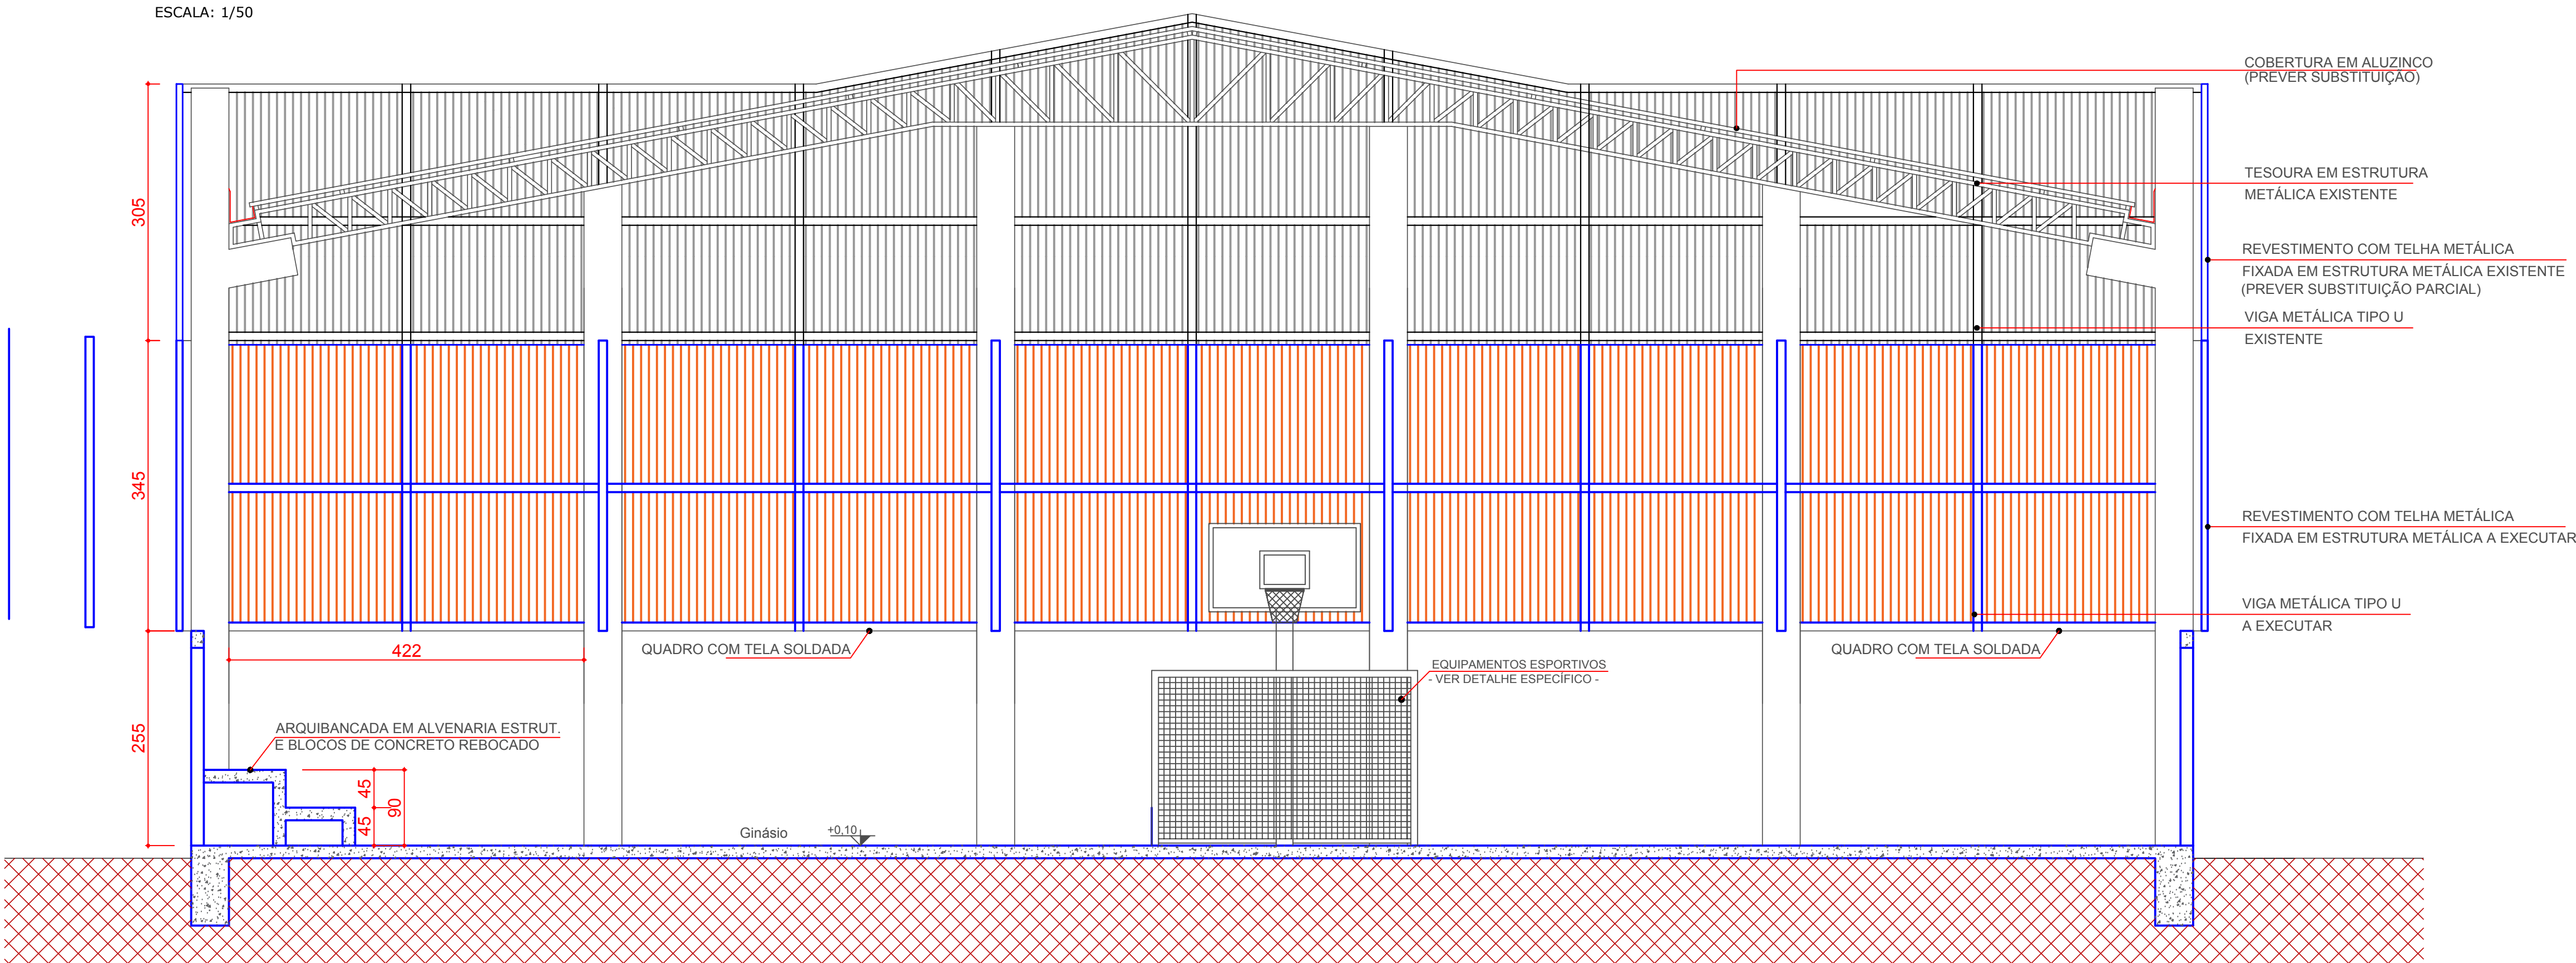 ESCALA: 1/50
COBERTURA EM ALUZINCO
(PREVER SUBSTITUIÇÃO)
TESOURA EM ESTRUTURA
METÁLICA EXISTENTE
305
REVESTIMENTO COM TELHA METÁLICA
FIXADA EM ESTRUTURA METÁLICA EXISTENTE
(PREVER SUBSTITUIÇÃO PARCIAL)
VIGA METÁLICA TIPO U
EXISTENTE
345
REVESTIMENTO COM TELHA METÁLICA
FIXADA EM ESTRUTURA METÁLICA A EXECUTAR
VIGA METÁLICA TIPO U
A EXECUTAR
422
QUADRO COM TELA SOLDADA
QUADRO COM TELA SOLDADA
EQUIPAMENTOS ESPORTIVOS
- VER DETALHE ESPECÍFICO -
255
ARQUIBANCADA EM ALVENARIA ESTRUT.
E BLOCOS DE CONCRETO REBOCADO
45
90
45
Ginásio
+0,10